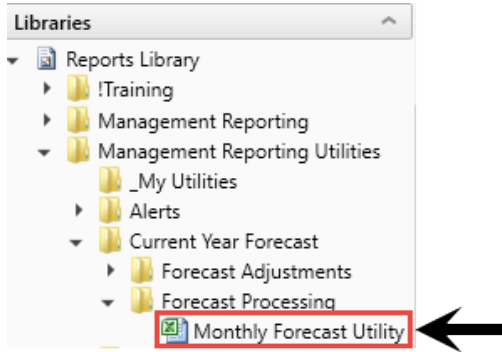 Libraries
Reports Library
!Training
Management Reporting
Management Reporting Utilities
_My Utilities
Alerts
Current Year Forecast
Forecast Adjustments
Forecast Processing
Monthly Forecast Utility